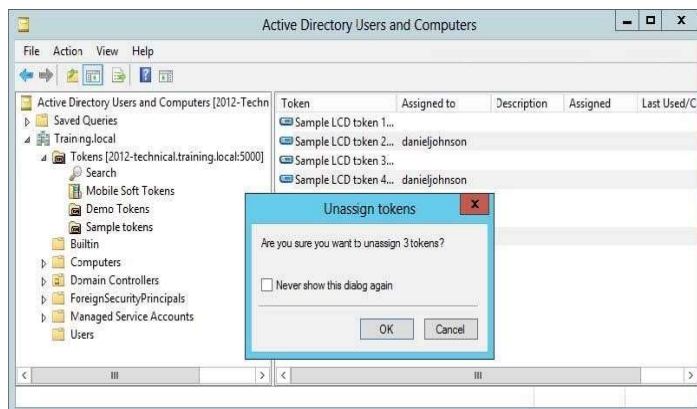 Active Directory Users and Computers
File Action View Help
Active Directory Users and Computers [2012-Techn
Saved Queries
Training.local
Tokens [2012-technical.training.local:5000]
Search
Mobile Soft Tokens
Demo Tokens
Sample tokens
Builtin
Computers
Domain Controllers
ForeignSecurityPrincipals
Managed Service Accounts
Users
Token Assigned to Description Assigned Last Used/C
Sample LCD token 1...
Sample LCD token 2... danieljohnson
Sample LCD token 3...
Sample LCD token 4... danieljohnson
Unassign tokens
Are you sure you want to unassign 3 tokens?
Never show this dialog again
OK Cancel